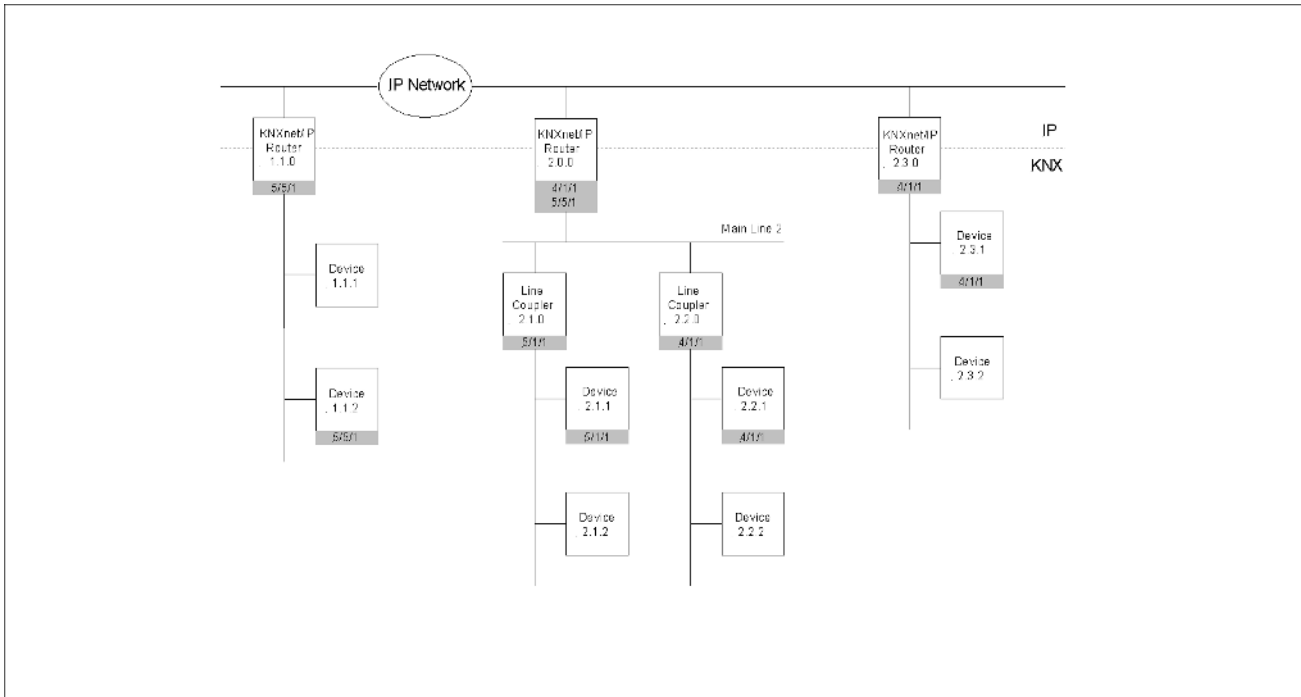 IP Network
KNXnet/IP
Router
1.1.0
5/5/1
KNXnet/IP
Router
2.0.0
4/1/1
5/5/1
KNXnet/IP
Router
2.3.0
4/1/1
IP
KNX
Main Line 2
Device
1.1.1
Device
1.1.2
5/5/1
Line
Coupler
2.1.0
5/1/1
Line
Coupler
2.2.0
4/1/1
Device
2.1.1
5/1/1
Device
2.1.2
Device
2.2.1
4/1/1
Device
2.2.2
Device
2.3.1
4/1/1
Device
2.3.2